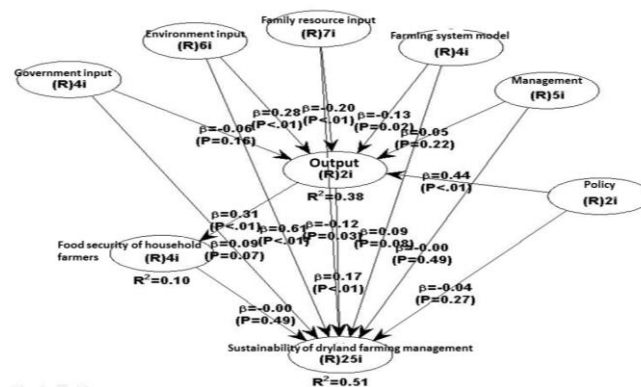 Family resource input
(R)7i
Environment input
(R)6i
Farming system model
(R)4i
Government input
(R)4i
Management
(R)5i
β=0.28
(P<.01)
β=-0.20
(P<.01)
β=-0.13
(P=0.02)
β=-0.06
(P=0.16)
β=0.05
(P=0.22)
Output
(R)2i
R²=0.38
β=0.44
(P<.01)
Policy
(R)2i
β=0.31
(P<.01)
β=0.61
(P<.01)
β=-0.12
(P=0.03)
β=0.09
(P=0.08)
Food security of household
farmers
(R)4i
R²=0.10
β=0.09
(P=0.07)
β=-0.00
(P=0.49)
β=0.17
(P<.01)
β=-0.04
(P=0.27)
β=-0.00
(P=0.49)
Sustainability of dryland farming management
(R)25i
R²=0.51